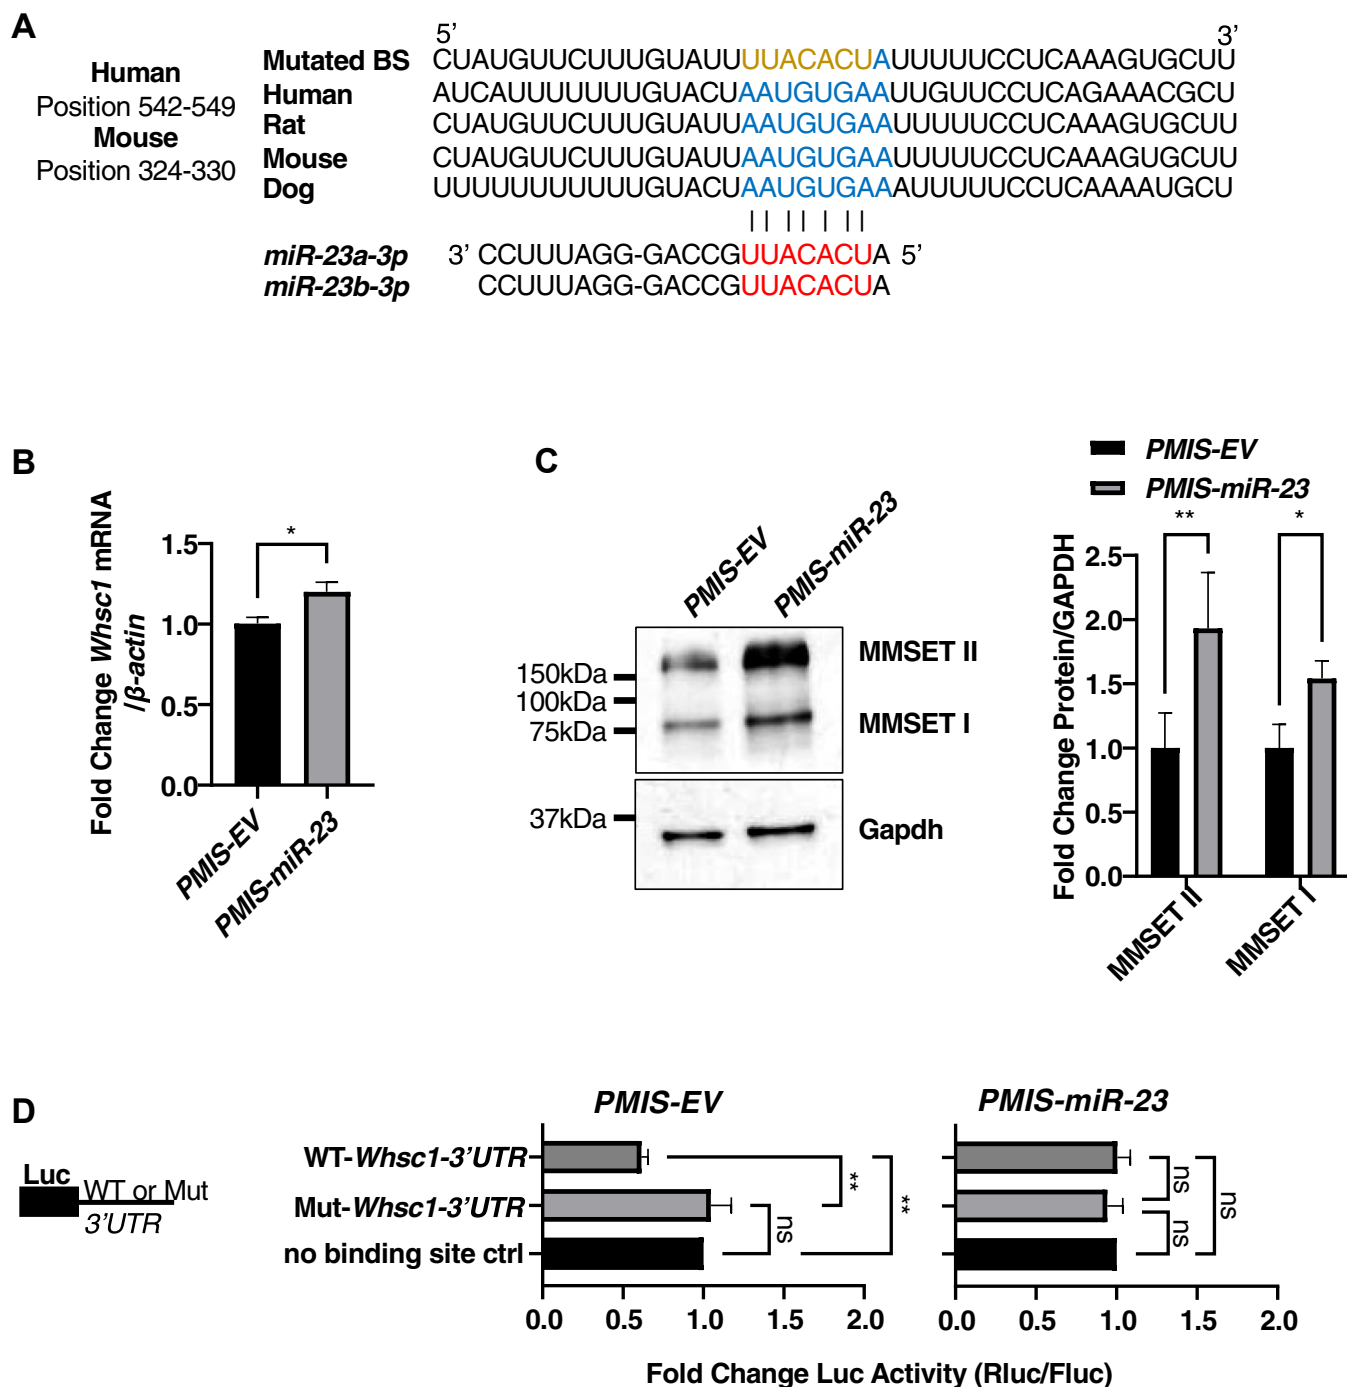 A
5’ 3’
Mutated BS CUAUGUUCUUUGUAUUUUACACUAUUUUUCCUCAAAGUGCUU
Human
Position 542-549
Mouse
Position 324-330
Human AUCAUUUUUUUGUACUAAUGUGAAUUGUUCCUCAGAAACGCU
Rat CUAUGUUCUUUGUAUUAAUGUGAAUUUUUCCUCAAAGUGCUU
Mouse CUAUGUUCUUUGUAUUAAUGUGAAUUUUUCCUCAAAGUGCUU
Dog UUUUUUUUUUUGUACUAAUGUGAAAUUUUUCCUCAAAAUGCU
miR-23a-3p 3’ CCUUUAGG-GACCGUUACACUA 5’
miR-23b-3p CCUUUAGG-GACCGUUACACUA
B
Fold Change Whsc1 mRNA
/β-actin
1.5
1.0
0.5
0.0
*
PMIS-EV
PMIS-miR-23
C
PMIS-EV
PMIS-miR-23
150kDa
100kDa
75kDa
37kDa
MMSET II
MMSET I
Gapdh
PMIS-EV
PMIS-miR-23
Fold Change Protein/GAPDH
2.5
2.0
1.5
1.0
0.5
0.0
**
*
MMSET II
MMSET I
D
Luc
WT or Mut
3’UTR
PMIS-EV
PMIS-miR-23
WT-Whsc1-3’UTR
Mut-Whsc1-3’UTR
no binding site ctrl
**
**
ns
ns
ns
ns
0.0 0.5 1.0 1.5 2.0
0.0 0.5 1.0 1.5 2.0
Fold Change Luc Activity (Rluc/Fluc)